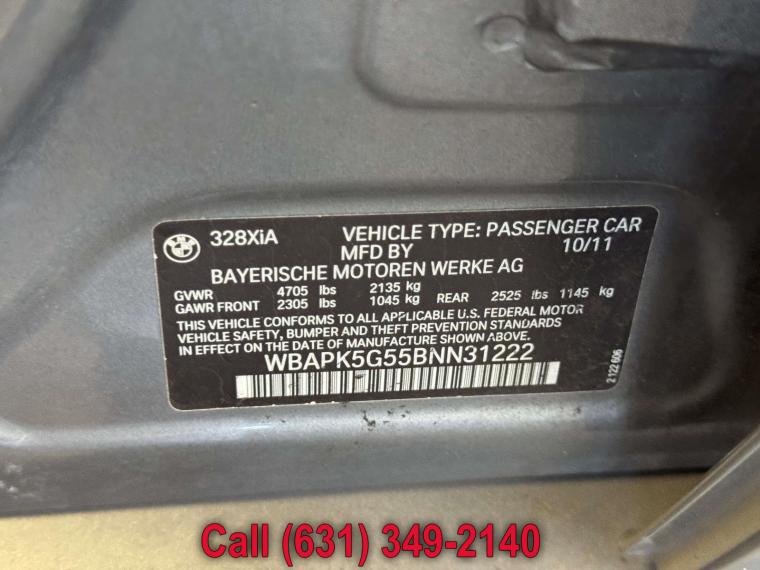 328XiA VEHICLE TYPE: PASSENGER CAR
MFD BY 10/11
BAYERISCHE MOTOREN WERKE AG
GVWR 4705 lbs 2135 kg
GAWR FRONT 2305 lbs 1045 kg REAR 2525 lbs 1145 kg
THIS VEHICLE CONFORMS TO ALL APPLICABLE U.S. FEDERAL MOTOR
VEHICLE SAFETY, BUMPER AND THEFT PREVENTION STANDARDS
IN EFFECT ON THE DATE OF MANUFACTURE SHOWN ABOVE.
WBAPK5G55BNN31222
2 122 606
Call (631) 349-2140